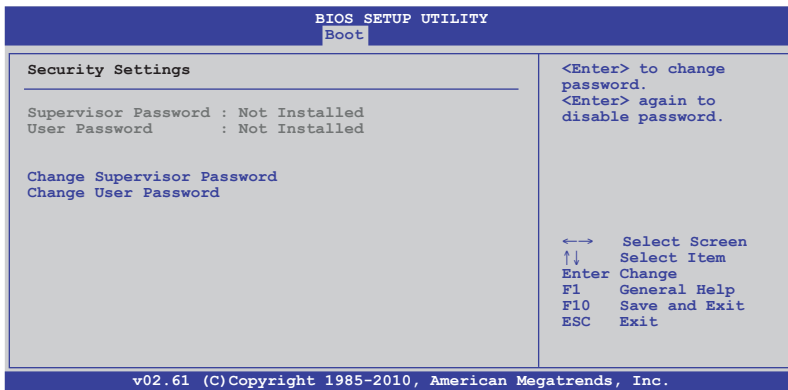 BIOS SETUP UTILITY
Boot
Security Settings
Supervisor Password : Not Installed
User Password : Not Installed
Change Supervisor Password
Change User Password
<Enter> to change
password.
<Enter> again to
disable password.
←→ Select Screen
↑↓ Select Item
Enter Change
F1 General Help
F10 Save and Exit
ESC Exit
v02.61 (C)Copyright 1985-2010, American Megatrends, Inc.